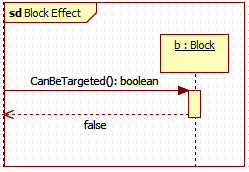 sd Block Effect
b : Block
CanBeTargeted(): boolean
false